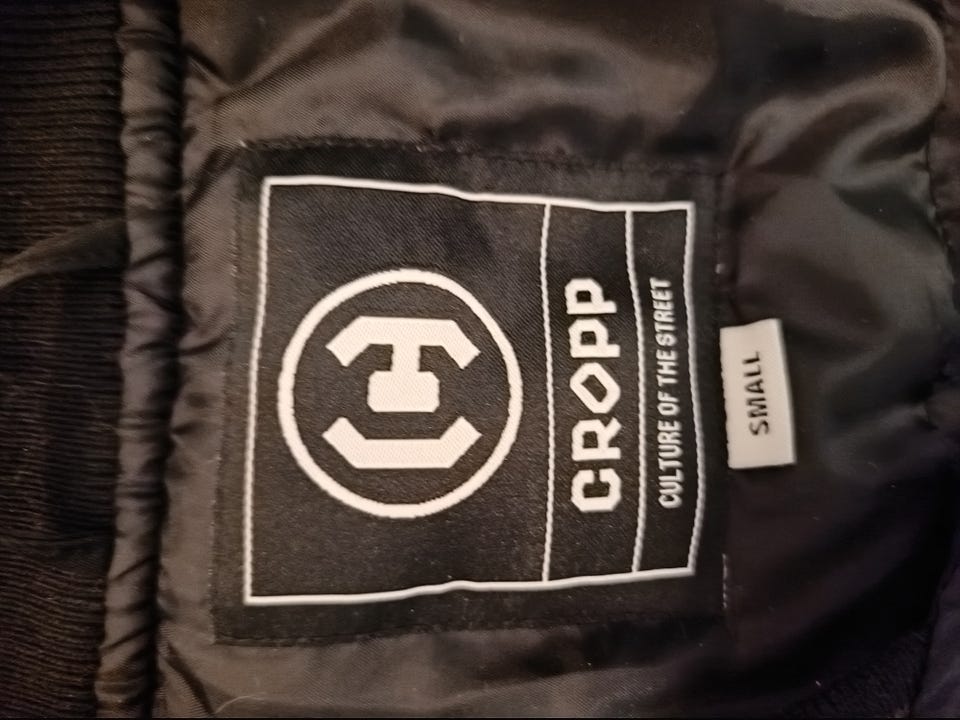 CROPP
CULTURE OF THE STREET
SMALL